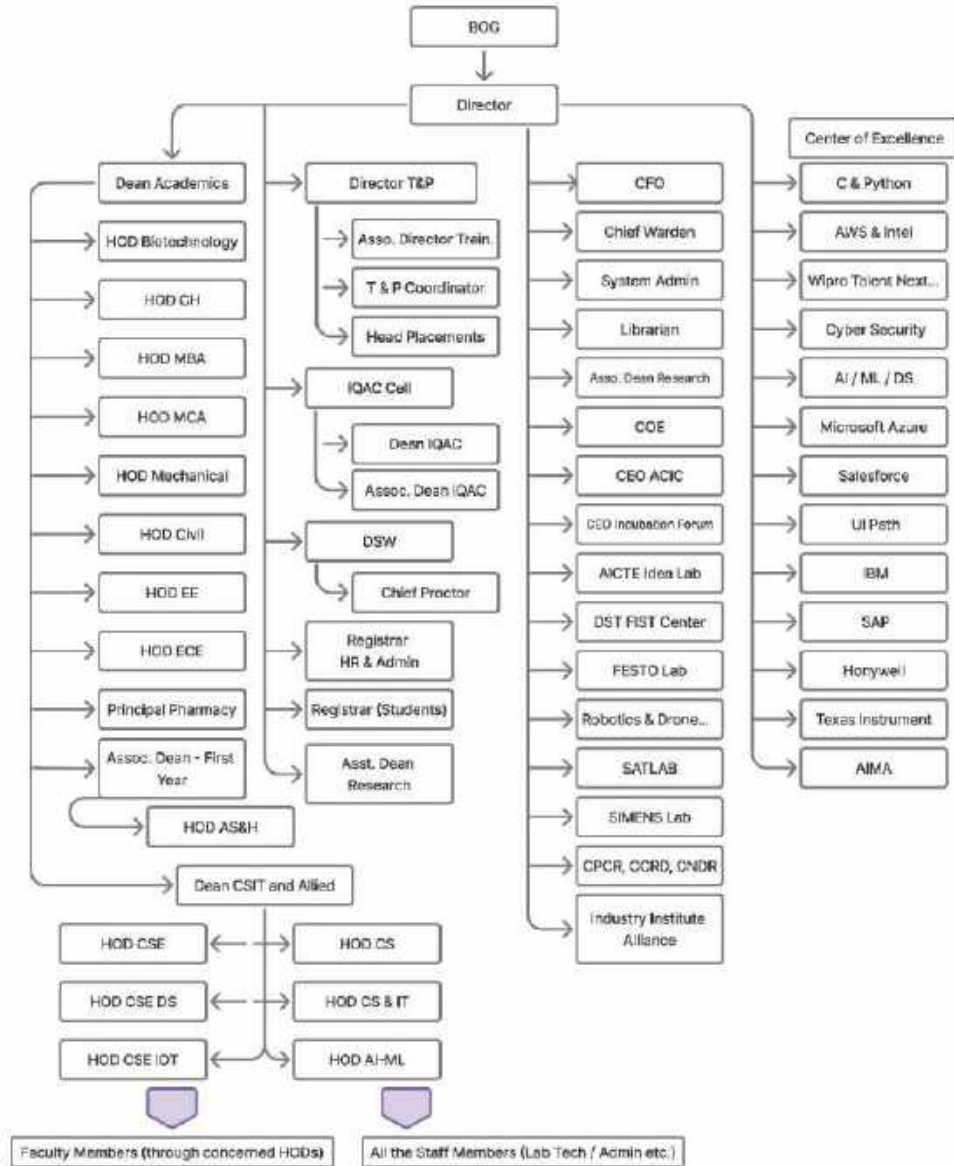 BOG
Director
Center of Excellence
Dean Academics
HOD Biotechnology
HOD CH
HOD MBA
HOD MCA
HOD Mechanical
HOD Civil
HOD EE
HOD ECE
Principal Pharmacy
Assoc. Dean - First
Year
HOD AS&H
Director T&P
Asso. Director Train.
T & P Coordinator
Head Placements
IQAC Cell
Dean IQAC
Assoc. Dean IQAC
DSW
Chief Proctor
Registrar
HR & Admin
Registrar (Students)
Asst. Dean
Research
CFO
Chief Warden
System Admin
Librarian
Asso. Dean Research
COE
CEO ACIC
CEO Incubation Forum
AICTE Idea Lab
DST FIST Center
FESTO Lab
Robotics & Drone...
SATLAB
SIMENS Lab
CPCR, CCRD, CNDR
Industry Institute
Alliance
C & Python
AWS & Intel
Wipro Talent Next...
Cyber Security
AI / ML / DS
Microsoft Azure
Salesforce
UI Path
IBM
SAP
Honywell
Texas Instrument
AIMA
Dean CSIT and Allied
HOD CSE
HOD CS
HOD CSE DS
HOD CS & IT
HOD CSE IOT
HOD AI-ML
Faculty Members (through concerned HODs)
All the Staff Members (Lab Tech / Admin etc.)